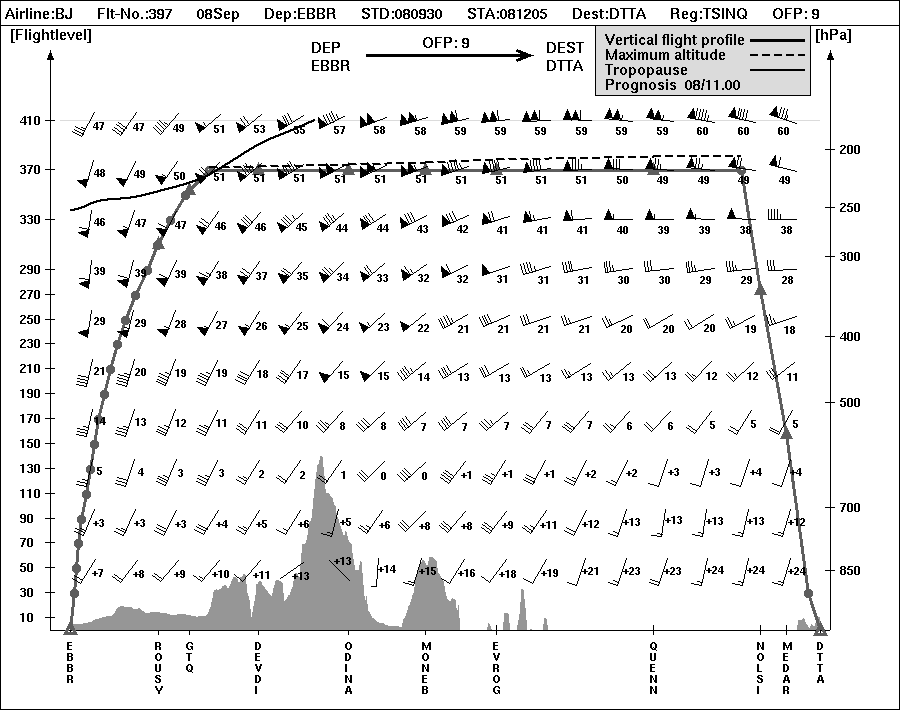 Airline:BJ Flt-No.:397 08Sep Dep:EBBR STD:080930 STA:081205 Dest:DTTA Reg:TSINQ OFP: 9
[Flightlevel] [hPa]
DEP OFP: 9 DEST
EBBR DTTA
Vertical flight profile
Maximum altitude
Tropopause
Prognosis 08/11.00
410 47 47 49 51 53 55 57 58 58 59 59 59 59 59 59 60 60 60
200
370 48 49 50 51 51 51 51 51 51 51 51 51 51 50 49 49 49 49
250
330 46 47 47 46 46 45 44 44 43 42 41 41 41 40 39 39 38 38
300
290 39 39 39 38 37 35 34 33 32 32 31 31 31 30 30 29 29 28
270
250 29 29 28 27 26 25 24 23 22 21 21 21 21 20 20 20 19 18
230 400
210 21 20 19 19 18 17 15 15 14 13 13 13 13 13 13 12 12 11
190
170 14 13 12 11 11 10 8 8 7 7 7 7 7 6 6 5 5 5
500
150
130 5 4 3 3 2 2 1 0 0 +1 +1 +1 +2 +2 +3 +3 +4 +4
110
90 +3 +3 +3 +4 +5 +6 +5 +6 +8 +8 +9 +11 +12 +13 +13 +13 +13 +12
700
70
50 +7 +8 +9 +10 +11 +13 +13 +14 +15 +16 +18 +19 +21 +23 +23 +24 +24 +24
850
30
10
EBBR ROUSY GTQ DEVDI ODINA MONEB EVROG QUENN NOLSI MEDAR DTTA